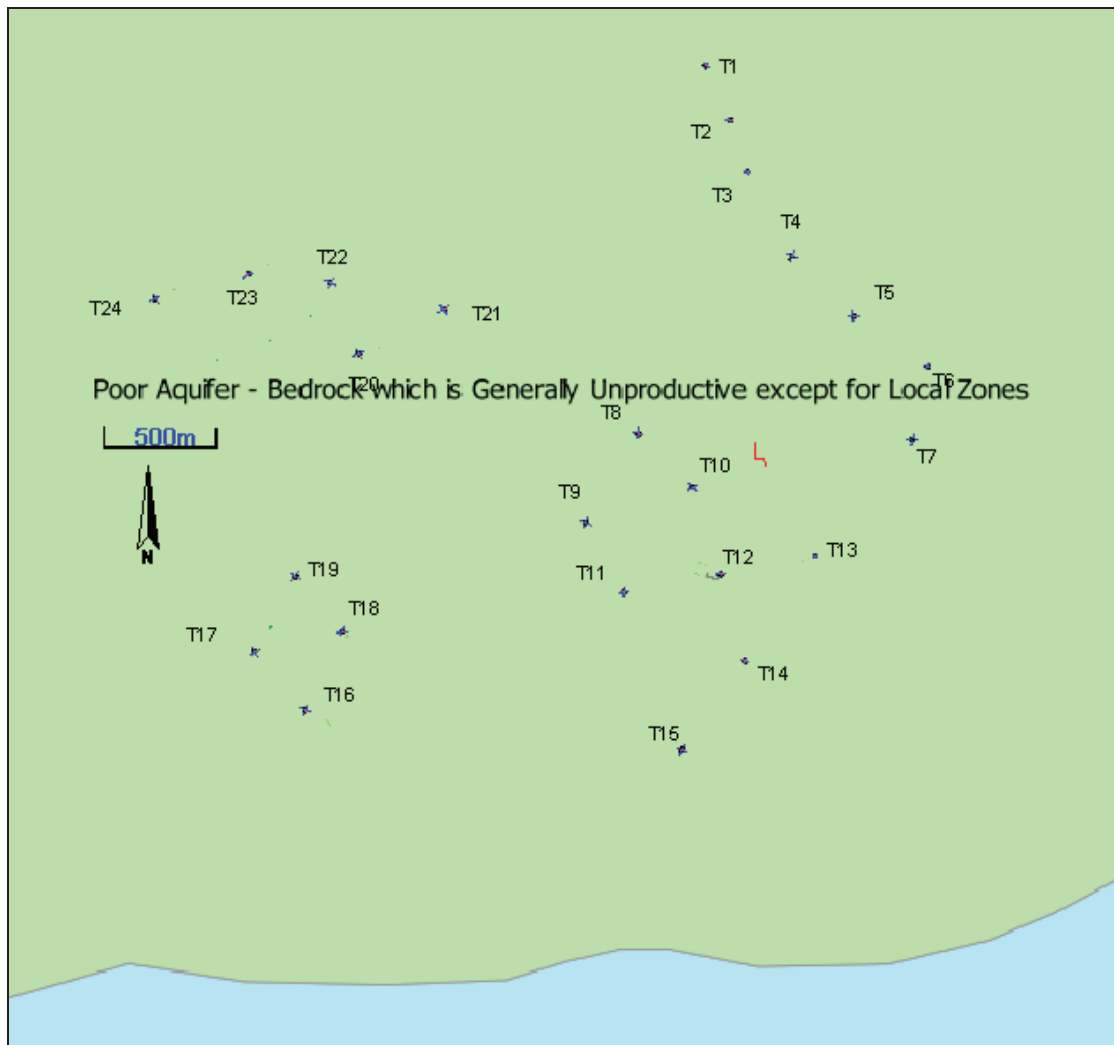 T1
T2
T3
T4
T22
T23
T24
T21
T5
T20
T6
Poor Aquifer - Bedrock which is Generally Unproductive except for Local Zones
500m
T8
T7
T10
T9
N
T13
T12
T19
T11
T18
T17
T14
T16
T15